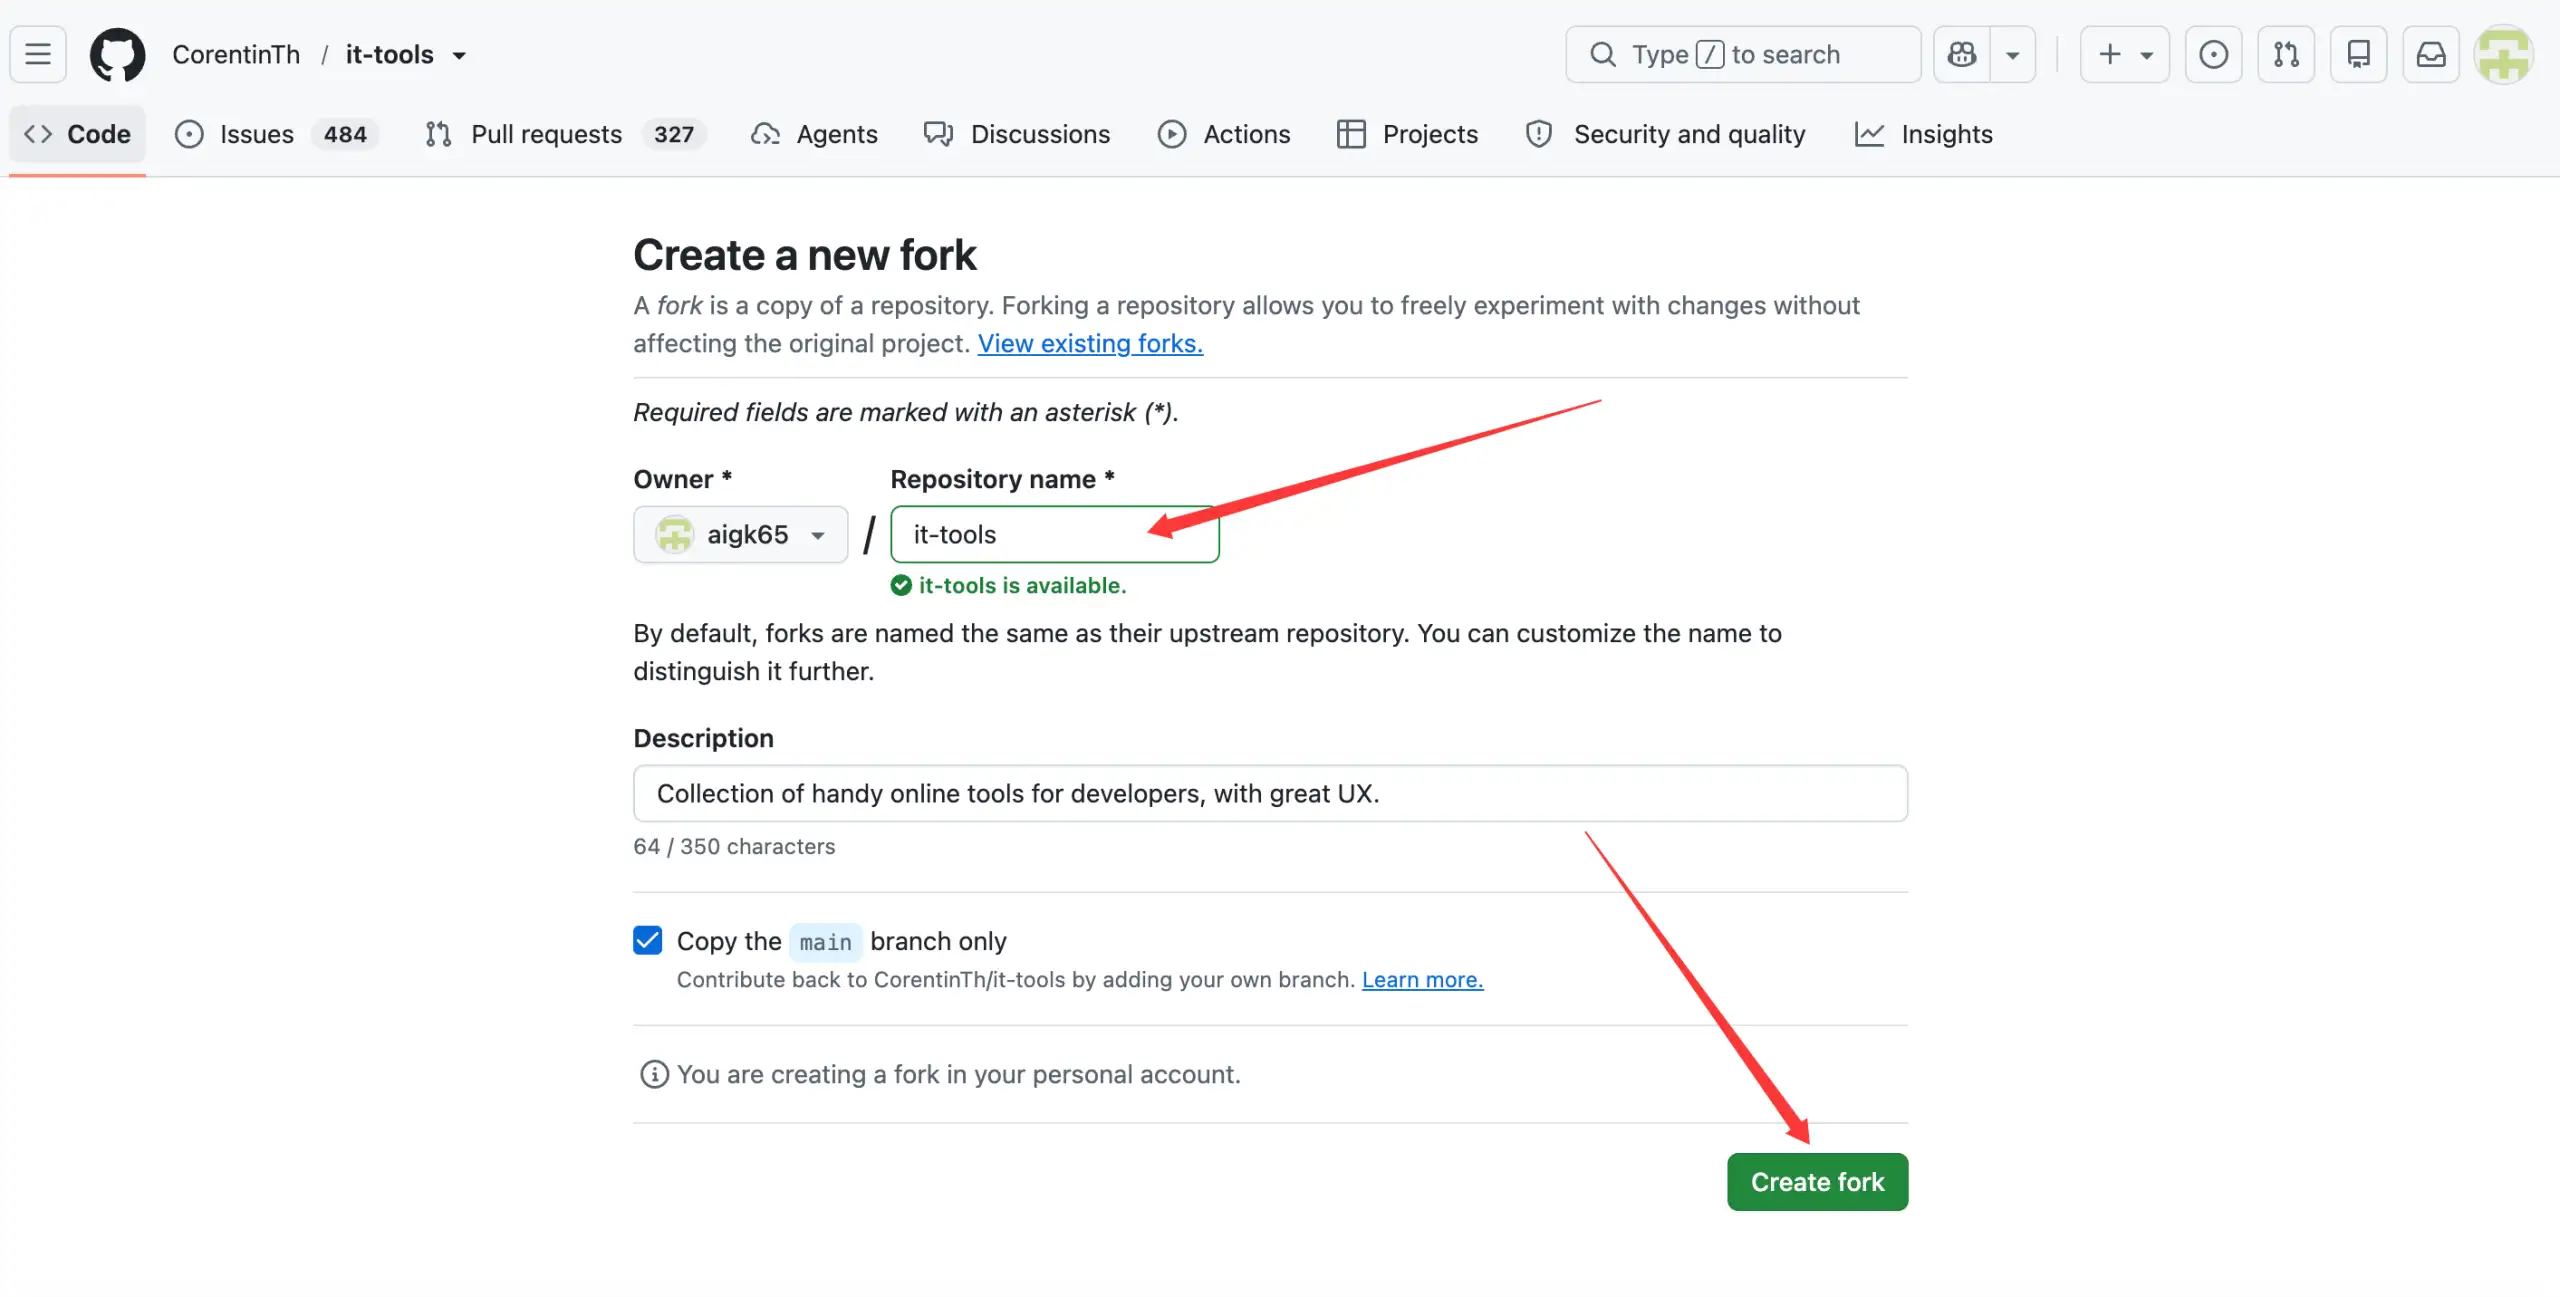 CorentinTh / it-tools
Type / to search
Code
Issues 484
Pull requests 327
Agents
Discussions
Actions
Projects
Security and quality
Insights
Create a new fork
A fork is a copy of a repository. Forking a repository allows you to freely experiment with changes without
affecting the original project. View existing forks.
Required fields are marked with an asterisk (*).
Owner *
Repository name *
aigk65 / it-tools
it-tools is available.
By default, forks are named the same as their upstream repository. You can customize the name to
distinguish it further.
Description
Collection of handy online tools for developers, with great UX.
64 / 350 characters
Copy the main branch only
Contribute back to CorentinTh/it-tools by adding your own branch. Learn more.
You are creating a fork in your personal account.
Create fork